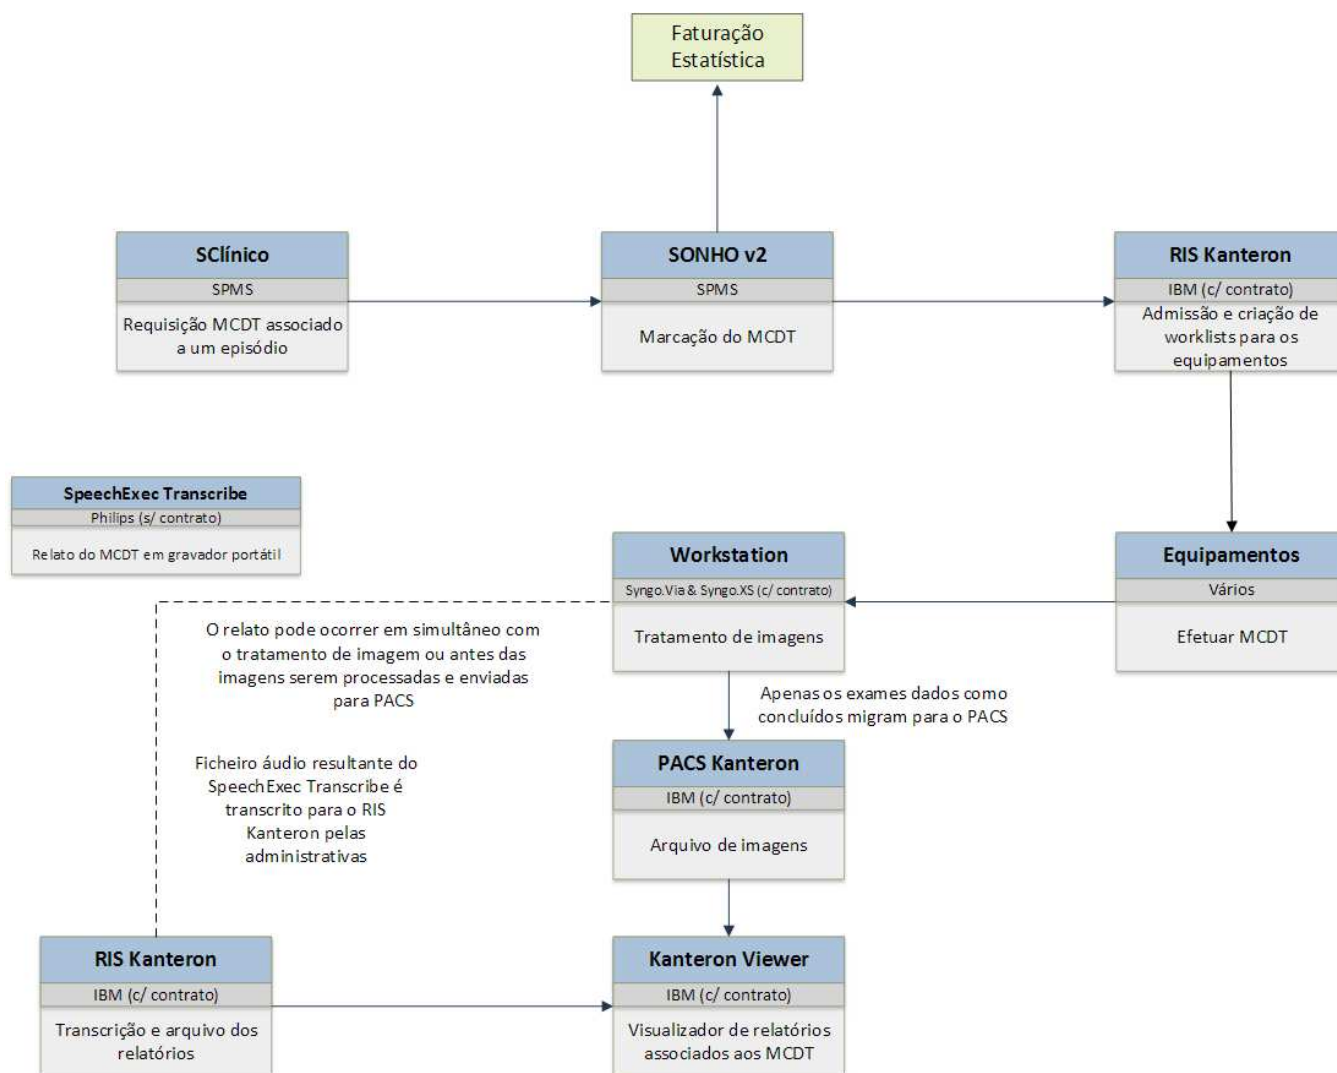 Faturação
Estatística
SClínico
SPMS
Requisição MCDT associado
a um episódio
SONHO v2
SPMS
Marcação do MCDT
RIS Kanteron
IBM (c/ contrato)
Admissão e criação de
worklists para os
equipamentos
SpeechExec Transcribe
Philips (s/ contrato)
Relato do MCDT em gravador portátil
Workstation
Syngo.Via & Syngo.XS (c/ contrato)
Tratamento de imagens
Equipamentos
Vários
Efetuar MCDT
O relato pode ocorrer em simultâneo com
o tratamento de imagem ou antes das
imagens serem processadas e enviadas
para PACS
Apenas os exames dados como
concluídos migram para o PACS
Ficheiro áudio resultante do
SpeechExec Transcribe é
transcrito para o RIS
Kanteron pelas
administrativas
PACS Kanteron
IBM (c/ contrato)
Arquivo de imagens
RIS Kanteron
IBM (c/ contrato)
Transcrição e arquivo dos
relatórios
Kanteron Viewer
IBM (c/ contrato)
Visualizador de relatórios
associados aos MCDT